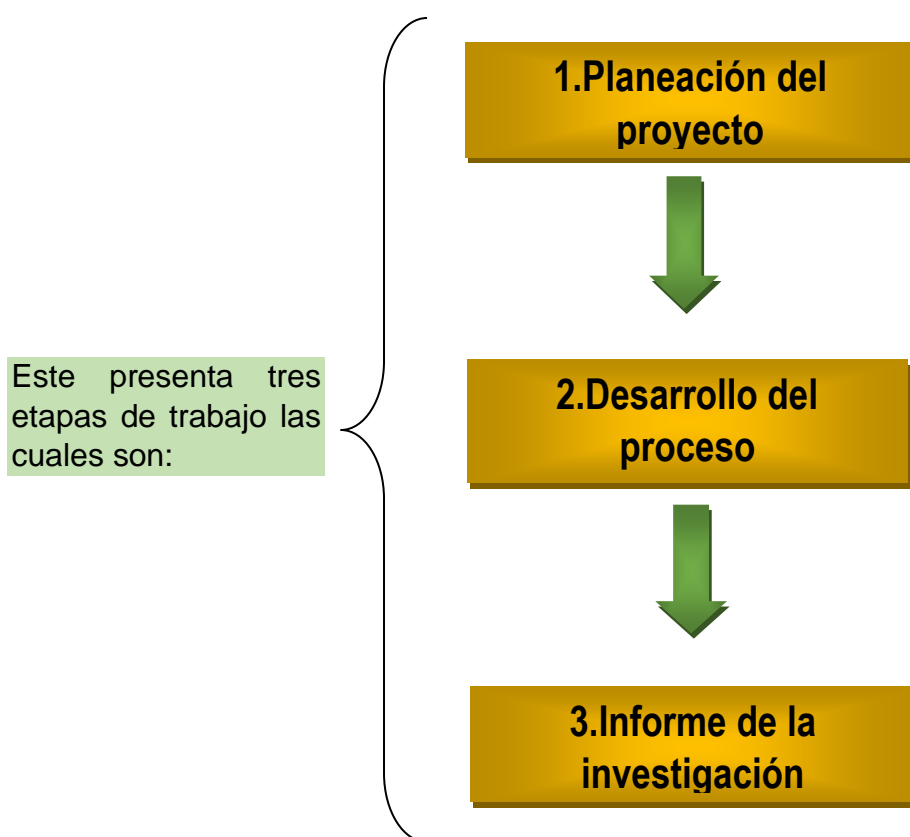 Este presenta tres
etapas de trabajo las
cuales son:
1.Planeación del
proyecto
2.Desarrollo del
proceso
3.Informe de la
investigación